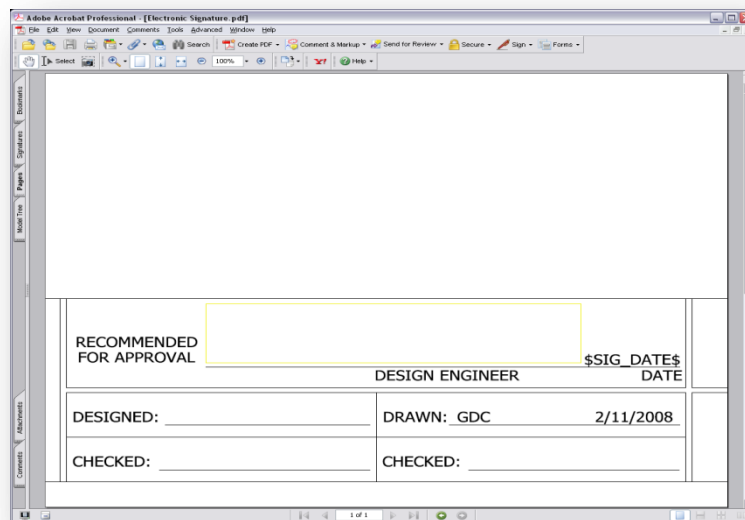 Adobe Acrobat Professional - [Electronic Signature.pdf]
File Edit View Document Comments Tools Advanced Window Help
Search Create PDF Comment & Markup Send for Review Secure Sign Forms
Select 100% Y! Help
Bookmarks
Signatures
Pages
Model Tree
Attachments
Comments
RECOMMENDED
FOR APPROVAL
$SIG_DATE$
DESIGN ENGINEER DATE
DESIGNED: DRAWN: GDC 2/11/2008
CHECKED: CHECKED:
1 of 1